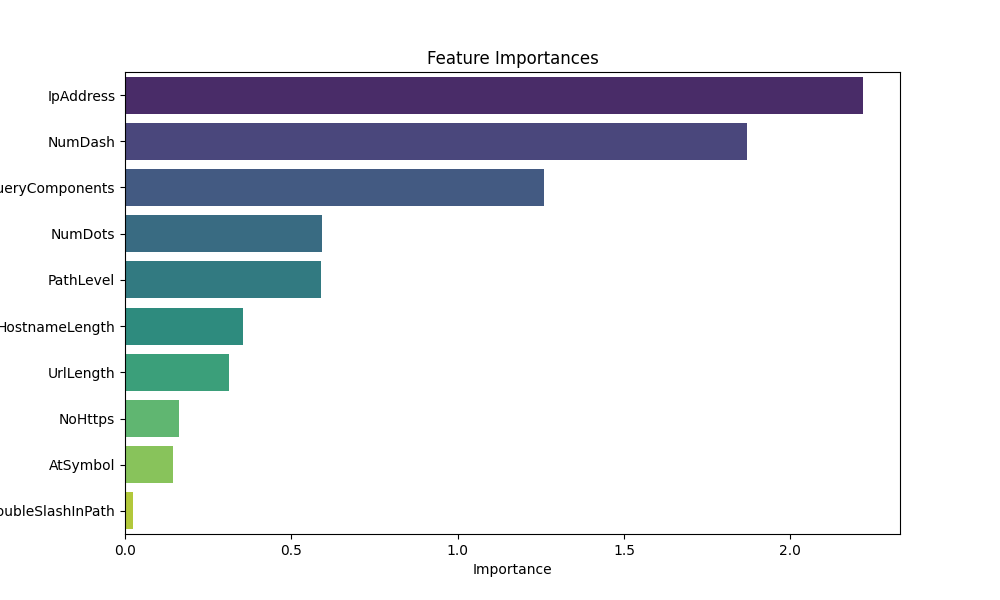 Feature Importances
IpAddress
NumDash
ueryComponents
NumDots
PathLevel
HostnameLength
UrlLength
NoHttps
AtSymbol
oubleSlashInPath
0.0 0.5 1.0 1.5 2.0
Importance